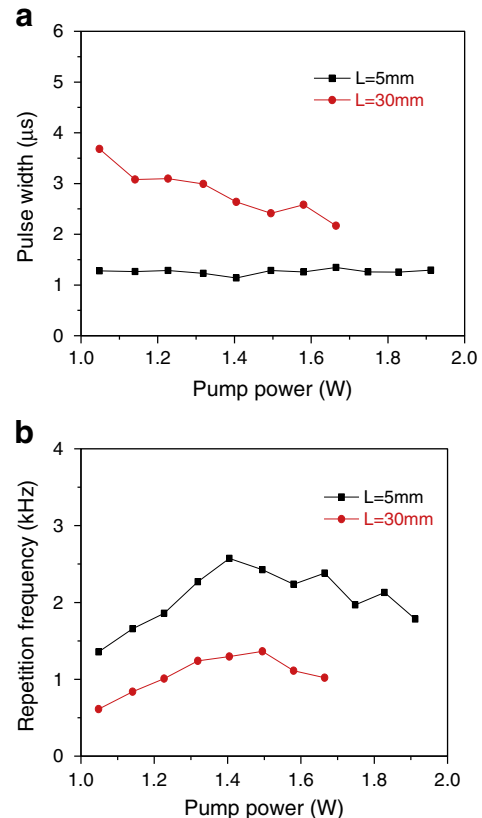 a
6
5
4
3
2
1
0
Pulse width (μs)
L=5mm
L=30mm
1.0 1.2 1.4 1.6 1.8 2.0
Pump power (W)
b
4
3
2
1
0
Repetition frequency (kHz)
L=5mm
L=30mm
1.0 1.2 1.4 1.6 1.8 2.0
Pump power (W)